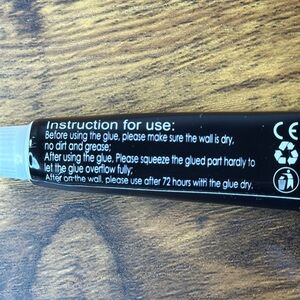 Instruction for use:
Before using the glue, please make sure the wall is dry,
no dirt and grease;
After using the glue. Please squeeze the glued part hardly to
let the glue overflow fully;
After on the wall, please use after 72 hours with the glue dry.
CE